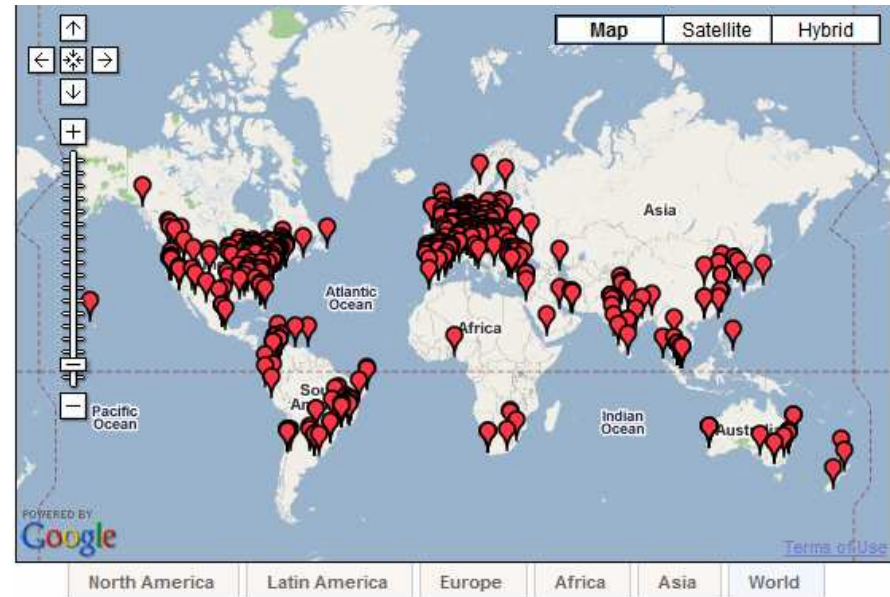 Map Satellite Hybrid
Asia
Atlantic
Ocean
Africa
Pacific
Ocean
Indian
Ocean
POWERED BY
Google
Terms of Use
North America Latin America Europe Africa Asia World